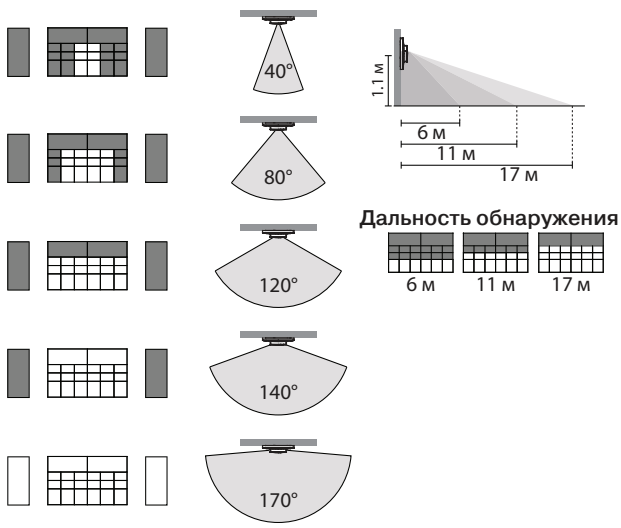 40°
80°
120°
140°
170°
1.1 м
6 м
11 м
17 м
Дальность обнаружения
6 м 11 м 17 м